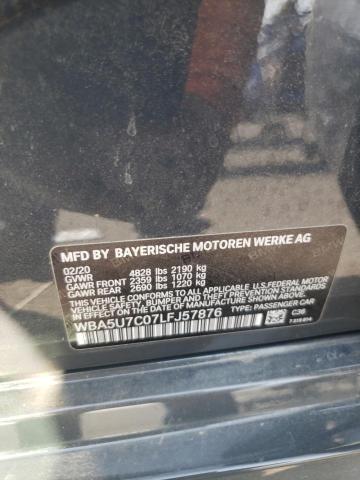 MFD BY BAYERISCHE MOTOREN WERKE AG
02/20
GVWR 4828 lbs 2190 kg
GAWR FRONT 2359 lbs 1070 kg
GAWR REAR 2690 lbs 1220 kg
THIS VEHICLE CONFORMS TO ALL APPLICABLE U.S. FEDERAL MOTOR
VEHICLE SAFETY, BUMPER, AND THEFT PREVENTION
STANDARDS IN EFFECT ON THE DATE OF MANUFACTURE SHOWN ABOVE.
WBA5U7C07LFJ57876 TYPE: PASSENGER CAR
C36